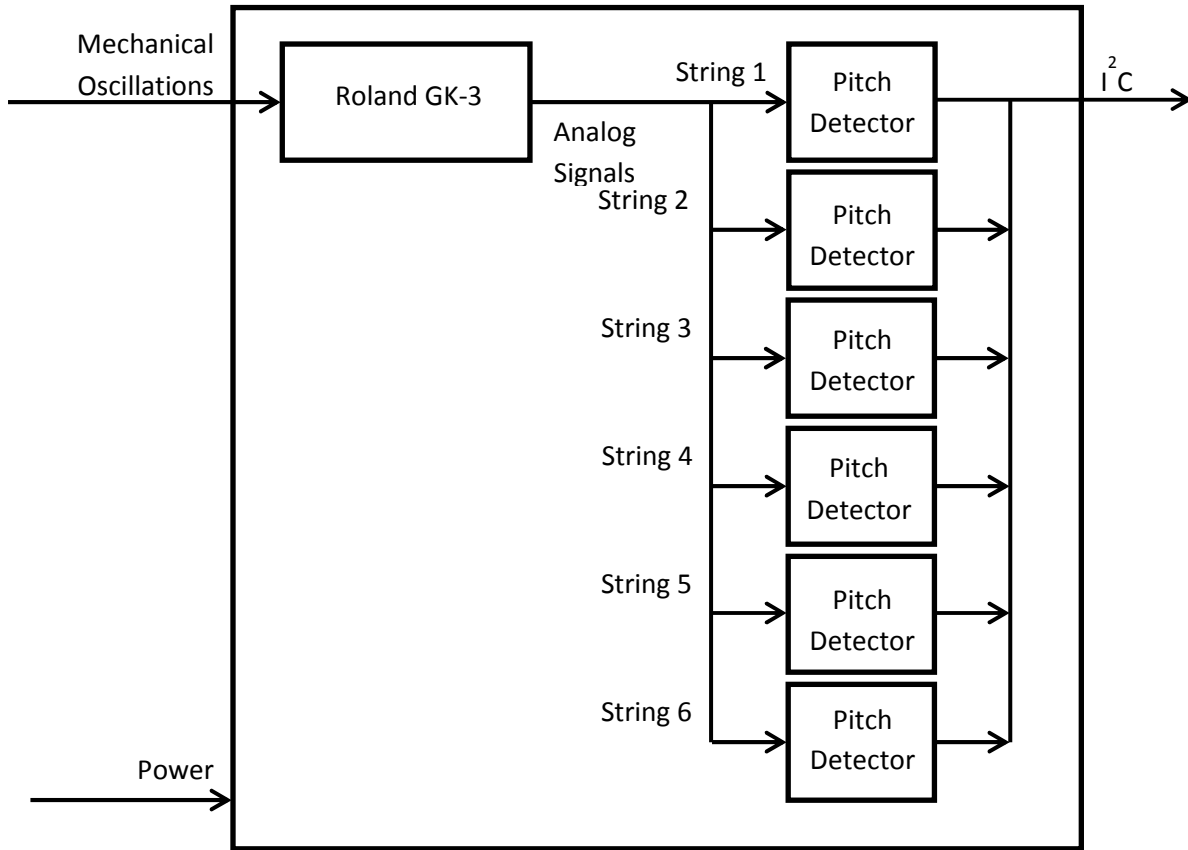 Mechanical
Oscillations
Roland GK-3
Analog
Signals
String 1
Pitch
Detector
I²C
String 2
Pitch
Detector
String 3
Pitch
Detector
String 4
Pitch
Detector
String 5
Pitch
Detector
String 6
Pitch
Detector
Power